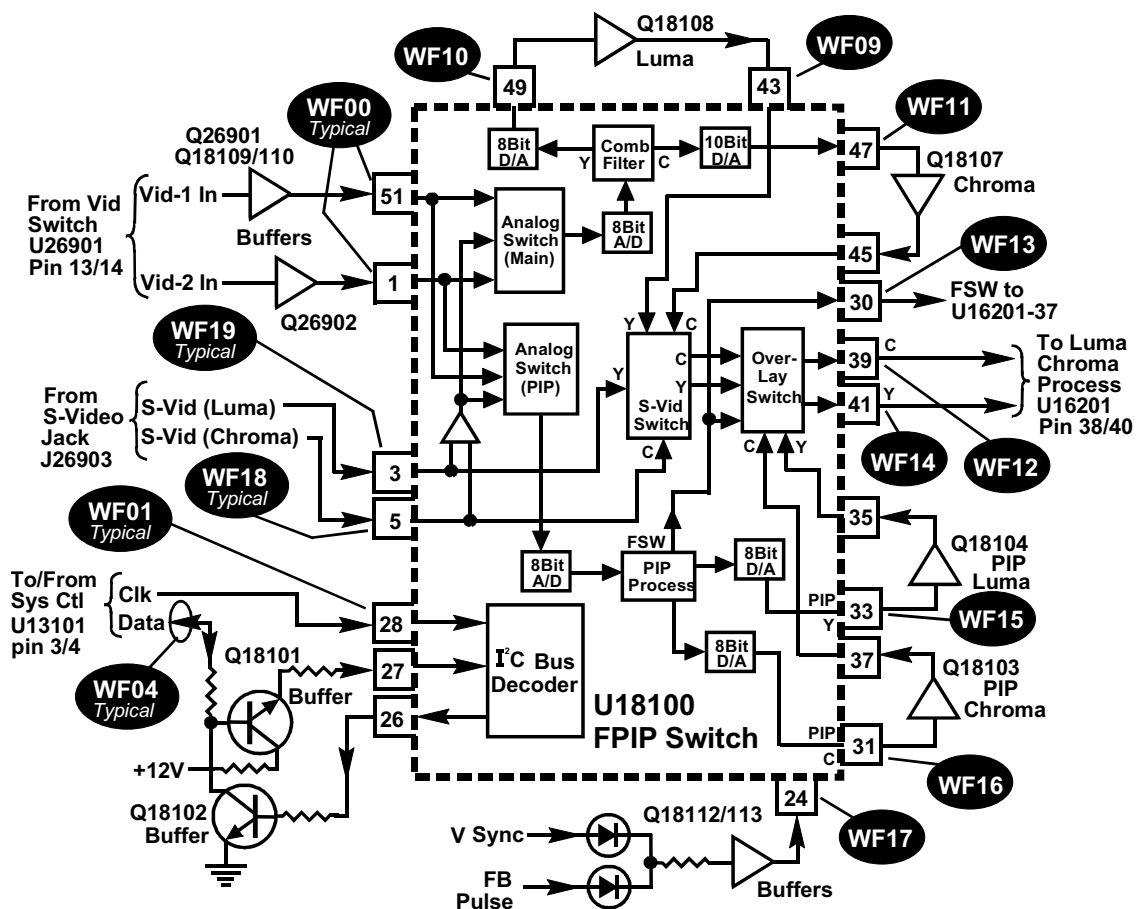 WF10
49
Q18108
Luma
43
WF09
WF00
Typical
Q26901
Q18109/110
8Bit
D/A
Y
Comb
Filter
C
10Bit
D/A
47
WF11
Q18107
Chroma
From Vid
Switch
U26901
Pin 13/14
Vid-1 In
51
Buffers
Analog
Switch
(Main)
8Bit
A/D
45
WF13
Vid-2 In
1
30
FSW to
U16201-37
Q26902
WF19
Typical
Y
C
Analog
Switch
(PIP)
C
Y
Y
S-Vid
Switch
Over-
Lay
Switch
39
C
41
Y
To Luma
Chroma
Process
U16201
Pin 38/40
From
S-Video
Jack
J26903
S-Vid (Luma)
S-Vid (Chroma)
C
C
Y
WF14
WF12
3
WF18
Typical
5
WF01
Typical
35
Q18104
PIP
Luma
FSW
8Bit
A/D
PIP
Process
8Bit
D/A
To/From
Sys Ctl
U13101
pin 3/4
Clk
Data
28
PIP
Y
33
WF15
WF04
Typical
Q18101
Buffer
27
I²C Bus
Decoder
8Bit
D/A
37
Q18103
PIP
Chroma
26
U18100
FPIP Switch
PIP
C
31
+12V
WF16
Q18102
Buffer
24
WF17
Q18112/113
V Sync
FB
Pulse
Buffers